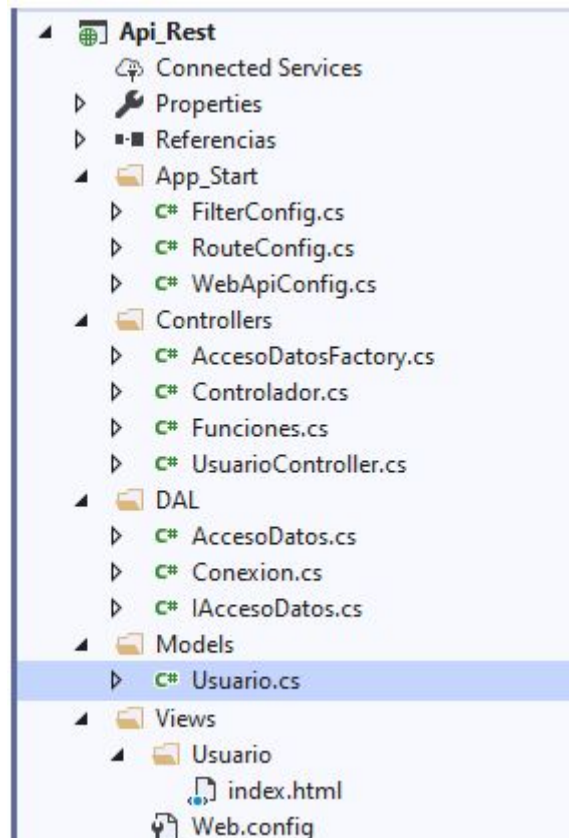 Api_Rest
Connected Services
Properties
Referencias
App_Start
C# FilterConfig.cs
C# RouteConfig.cs
C# WebApiConfig.cs
Controllers
C# AccesoDatosFactory.cs
C# Controlador.cs
C# Funciones.cs
C# UsuarioController.cs
DAL
C# AccesoDatos.cs
C# Conexion.cs
C# IAccesoDatos.cs
Models
C# Usuario.cs
Views
Usuario
index.html
Web.config